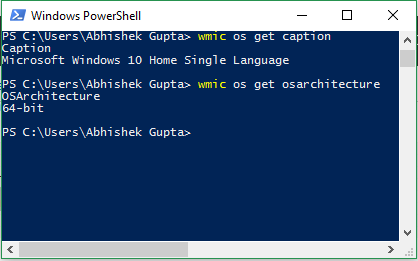 Windows PowerShell
PS C:\Users\Abhishek Gupta> wmic os get caption
Caption
Microsoft Windows 10 Home Single Language
PS C:\Users\Abhishek Gupta> wmic os get osarchitecture
OSArchitecture
64-bit
PS C:\Users\Abhishek Gupta>